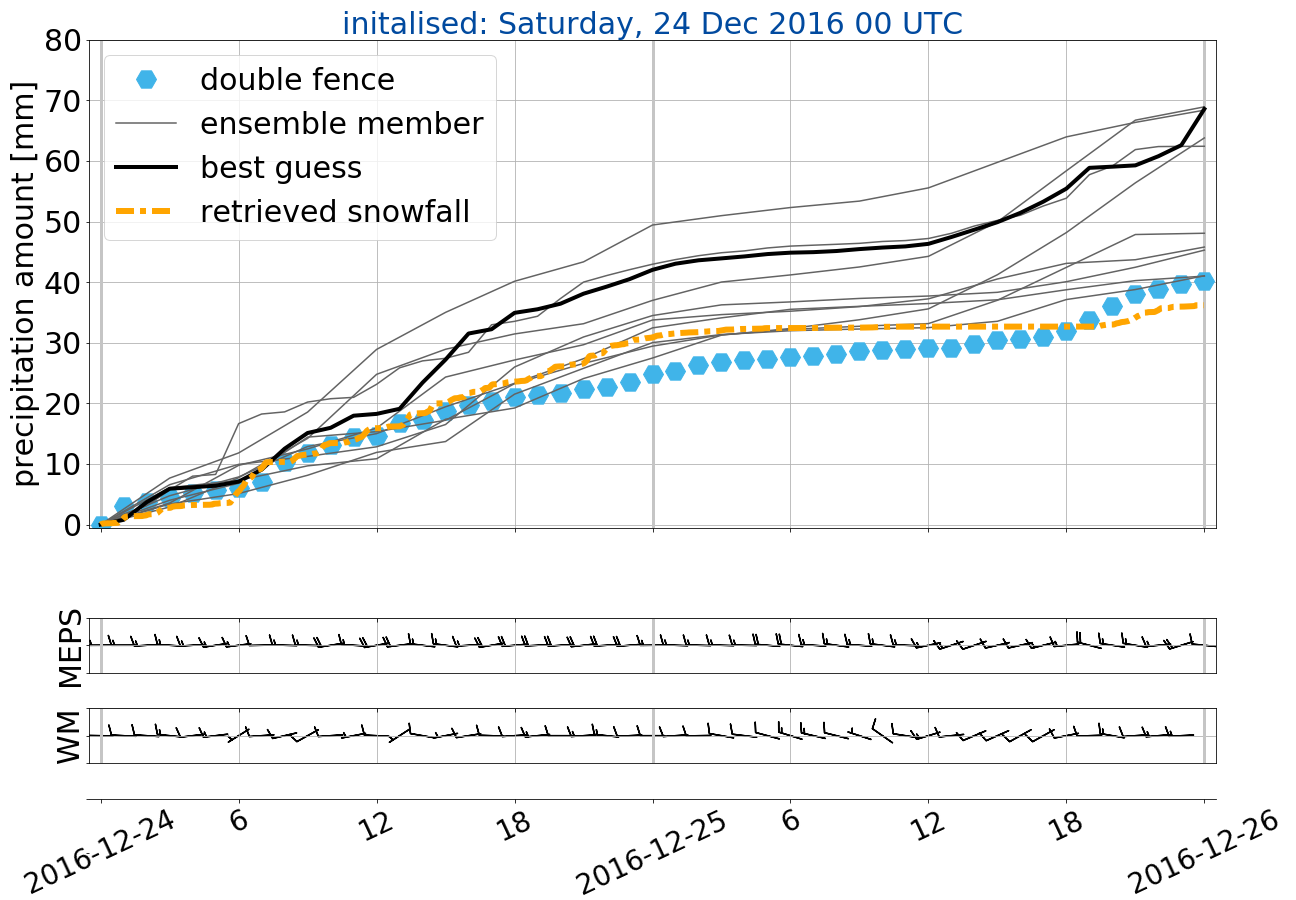 initalised: Saturday, 24 Dec 2016 00 UTC
precipitation amount [mm]
80
70
60
50
40
30
20
10
0
double fence
ensemble member
best guess
retrieved snowfall
MEPS
WM
2016-12-24
6
12
18
2016-12-25
6
12
18
2016-12-26